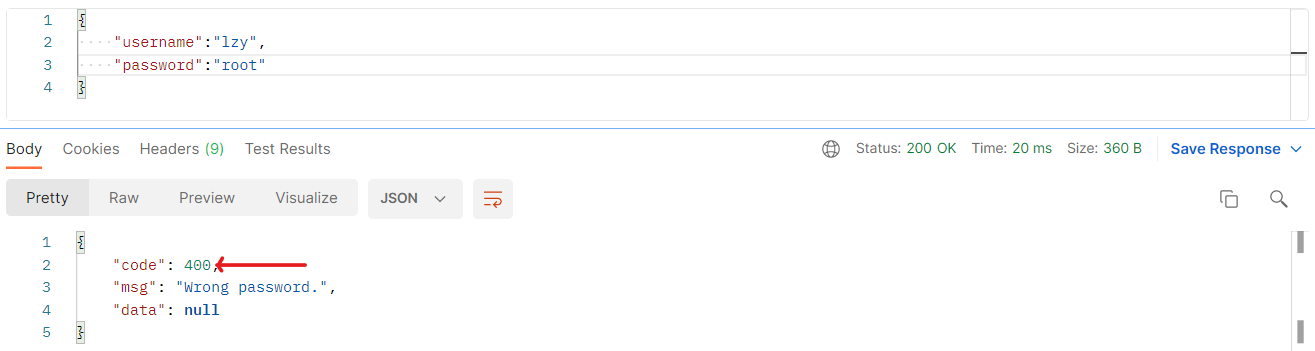 1 {
2 "username":"lzy",
3 "password":"root"
4 }
Body Cookies Headers (9) Test Results Status: 200 OK Time: 20 ms Size: 360 B Save Response
Pretty Raw Preview Visualize JSON
1 {
2 "code": 400,
3 "msg": "Wrong password.",
4 "data": null
5 }